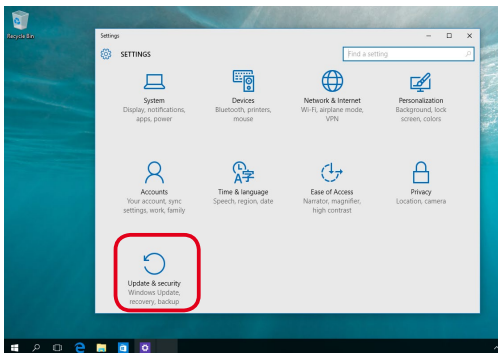 Recycle Bin
Settings
SETTINGS
Find a setting
System
Display, notifications,
apps, power
Devices
Bluetooth, printers,
mouse
Network & Internet
Wi-Fi, airplane mode,
VPN
Personalization
Background, lock
screen, colors
Accounts
Your account, sync
settings, work, family
Time & language
Speech, region, date
Ease of Access
Narrator, magnifier,
high contrast
Privacy
Location, camera
Update & security
Windows Update,
recovery, backup